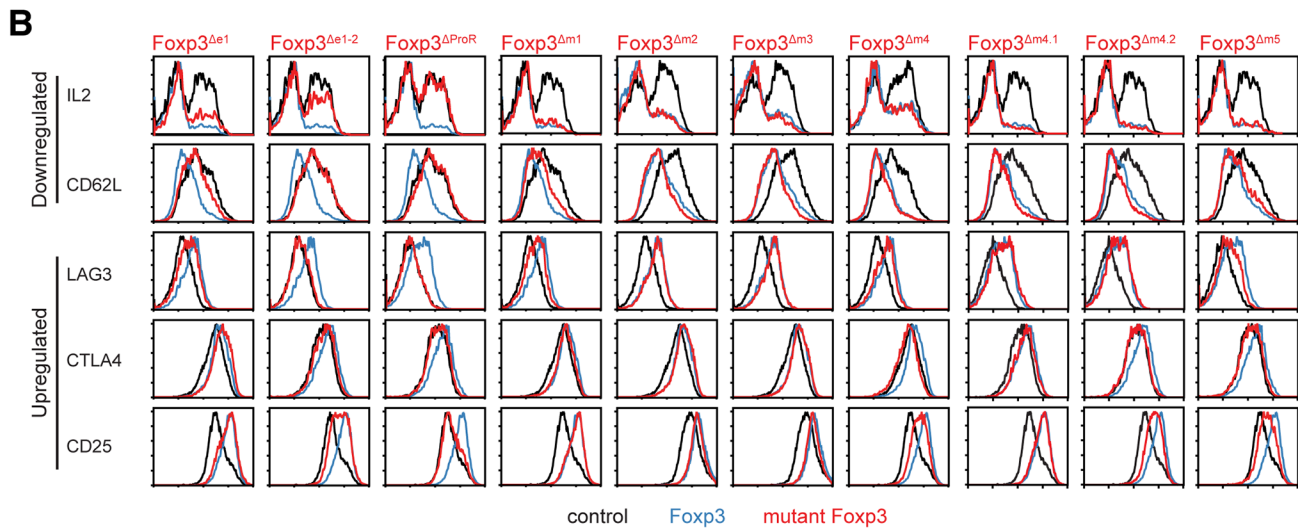 B
Foxp3Δe1 Foxp3Δe1-2 Foxp3ΔProR Foxp3Δm1 Foxp3Δm2 Foxp3Δm3 Foxp3Δm4 Foxp3Δm4.1 Foxp3Δm4.2 Foxp3Δm5
Downregulated
IL2
CD62L
Upregulated
LAG3
CTLA4
CD25
control Foxp3 mutant Foxp3